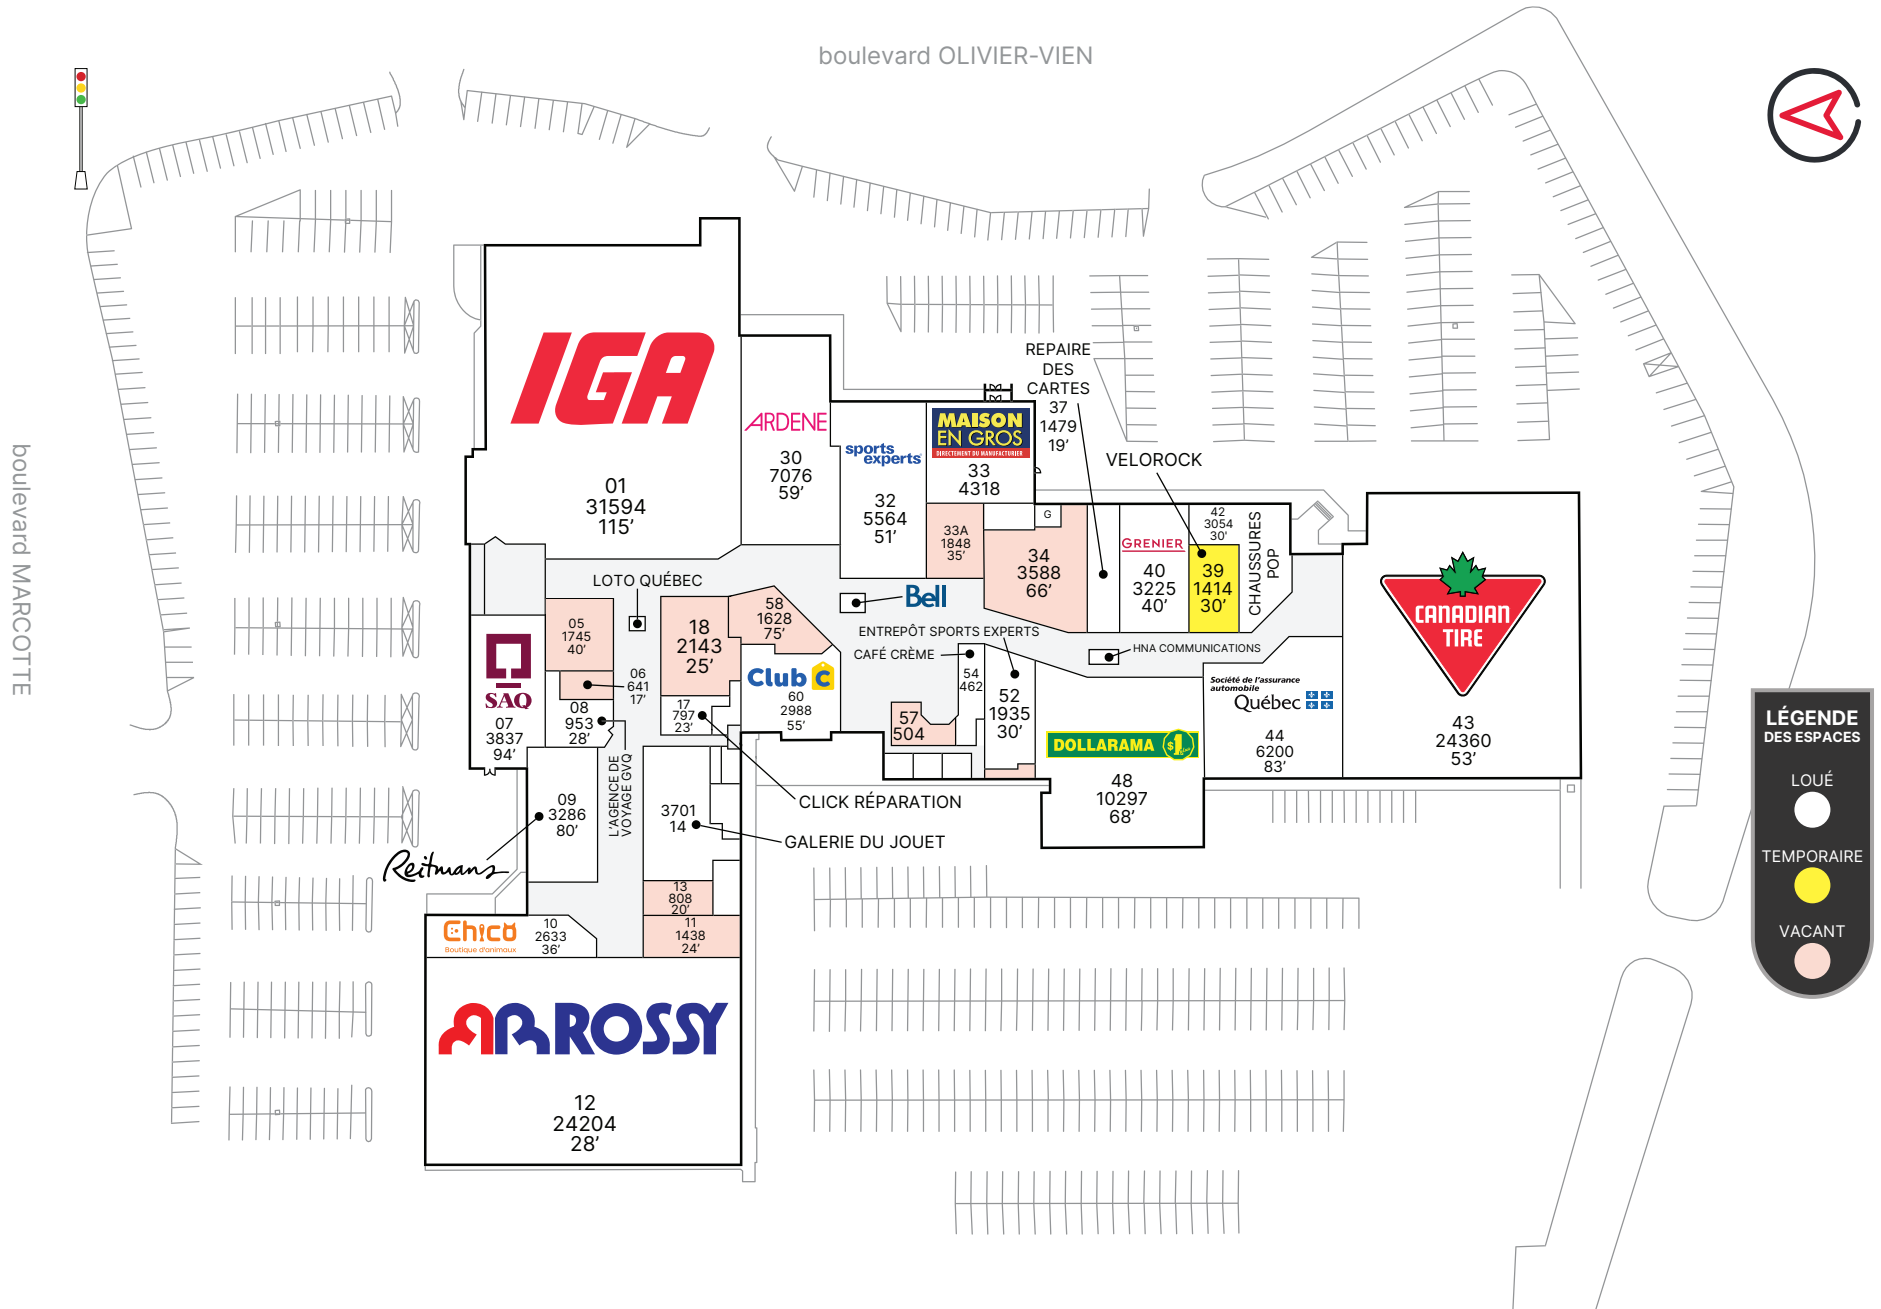 boulevard OLIVIER-VIEN
boulevard MARCOTTE
IGA
01
31594
115’
ARDENE
30
7076
59’
sports
experts
32
5564
51’
MAISON
EN GROS
DIRECTEMENT DU MANUFACTURIER
33
4318
33A
1848
35’
REPAIRE
DES
CARTES
37
1479
19’
VELOROCK
G
34
3588
66’
GRENIER
40
3225
40’
42
3054
30’
39
1414
30’
CHAUSSURES
POP
CANADIAN
TIRE
43
24360
53’
LOTO QUÉBEC
Bell
05
1745
40’
06
641
17’
SAQ
07
3837
94’
08
953
28’
18
2143
25’
58
1628
75’
17
797
23’
Club C
60
2988
55’
ENTREPÔT SPORTS EXPERTS
CAFÉ CRÈME
54
462
52
1935
30’
57
504
HNA COMMUNICATIONS
Société de l'assurance
automobile
Québec
44
6200
83’
DOLLARAMA $1
48
10297
68’
L'AGENCE DE
VOYAGE GVQ
09
3286
80’
Reitmans
3701
14
CLICK RÉPARATION
GALERIE DU JOUET
13
808
20’
11
1438
24’
Chico
Boutique d'animaux
10
2633
36’
ROSSY
12
24204
28’
LÉGENDE
DES ESPACES
LOUÉ
TEMPORAIRE
VACANT